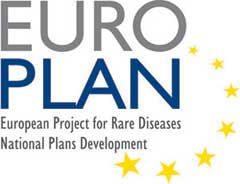 EURO
PLAN
European Project for Rare Diseases
National Plans Development